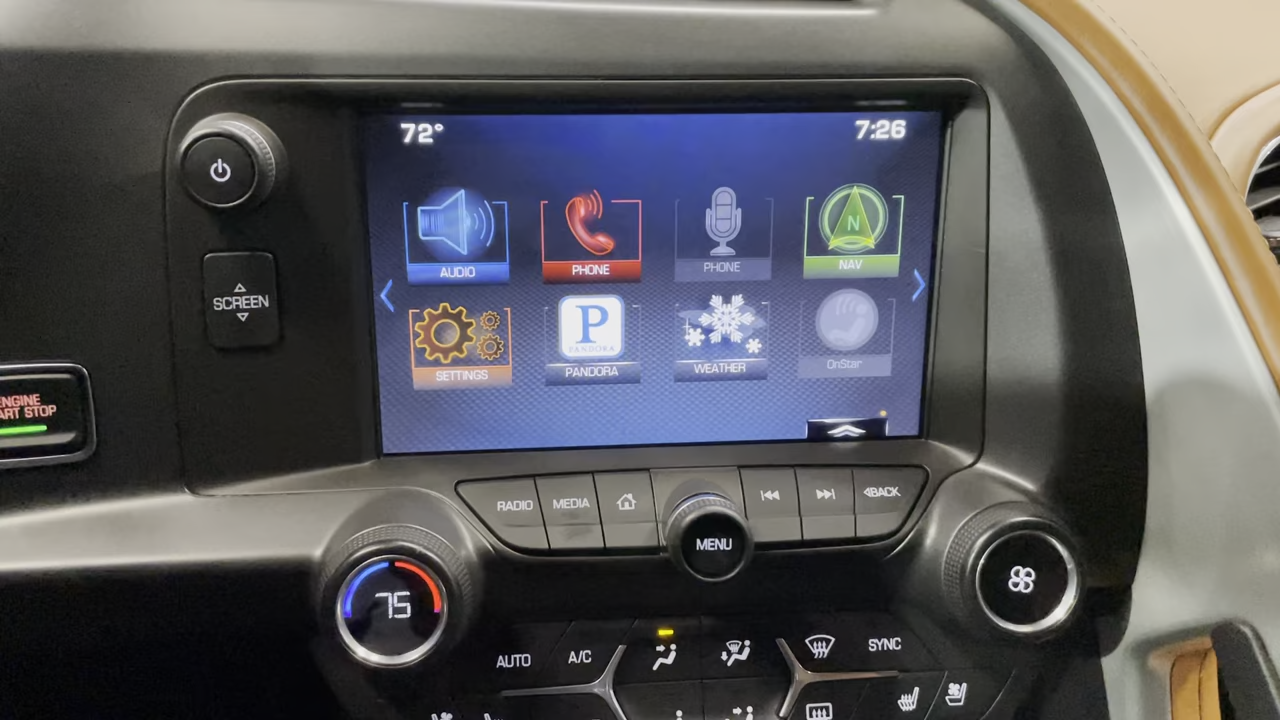 72°
7:26
AUDIO
PHONE
PHONE
N
NAV
SETTINGS
P
PANDORA
PANDORA
WEATHER
OnStar
SCREEN
ENGINE
START STOP
RADIO
MEDIA
MENU
BACK
75
AUTO
A/C
SYNC